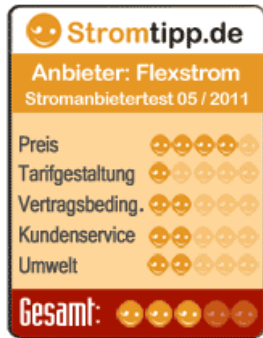 Stromtipp.de
Anbieter: Flexstrom
Stromanbietertest 05 / 2011
Preis
Tarifgestaltung
Vertragsbeding.
Kundenservice
Umwelt
Gesamt: